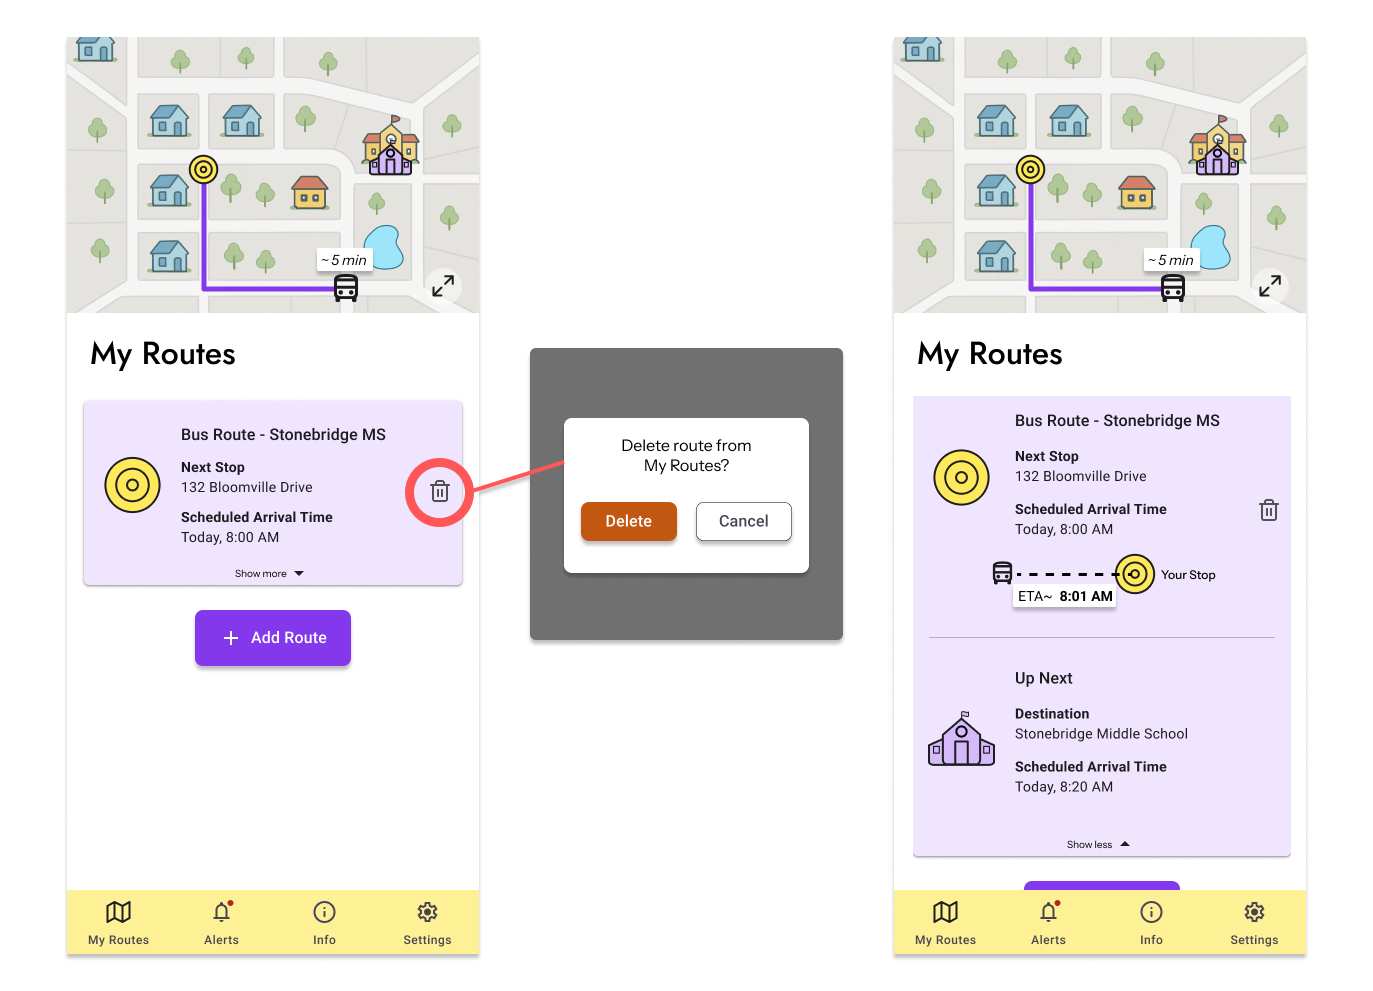 ~ 5 min
My Routes
Bus Route - Stonebridge MS
Next Stop
132 Bloomville Drive
Scheduled Arrival Time
Today, 8:00 AM
Show more
Add Route
My Routes
Alerts
Info
Settings
Delete route from
My Routes?
Delete
Cancel
~ 5 min
My Routes
Bus Route - Stonebridge MS
Next Stop
132 Bloomville Drive
Scheduled Arrival Time
Today, 8:00 AM
Your Stop
ETA~ 8:01 AM
Up Next
Destination
Stonebridge Middle School
Scheduled Arrival Time
Today, 8:20 AM
Show less
My Routes
Alerts
Info
Settings